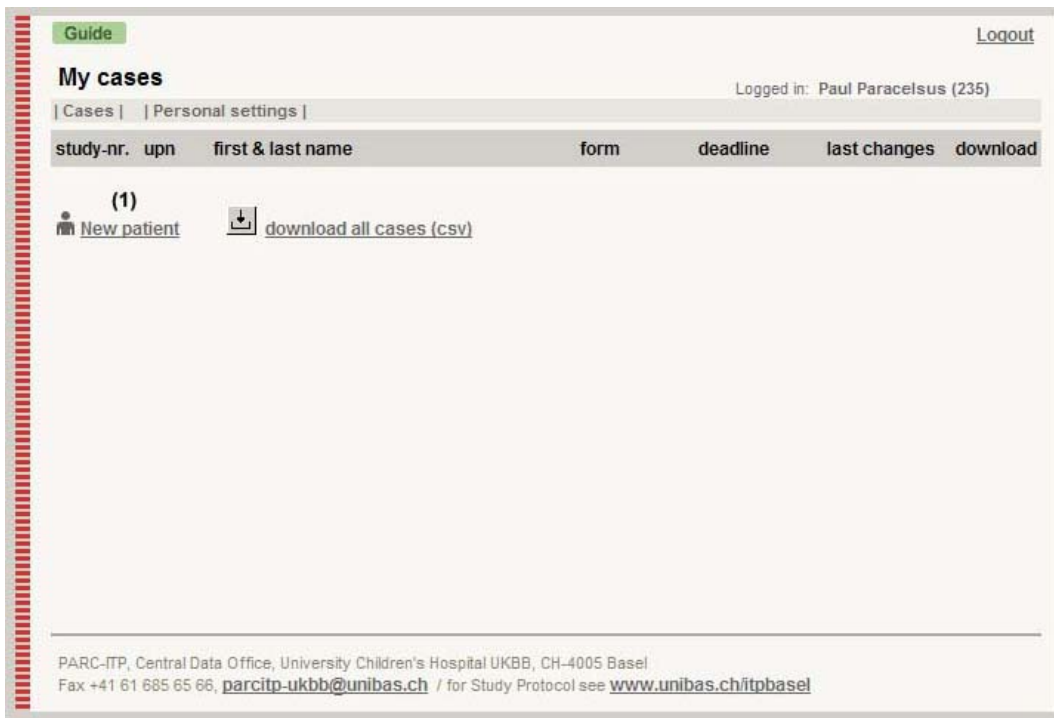 Guide Logout
My cases
Logged in: Paul Paracelsus (235)
| Cases | | Personal settings |
study-nr. upn first & last name form deadline last changes download
(1)
New patient download all cases (csv)
PARC-ITP, Central Data Office, University Children's Hospital UKBB, CH-4005 Basel
Fax +41 61 685 65 66, parcitp-ukbb@unibas.ch / for Study Protocol see www.unibas.ch/itpbasel